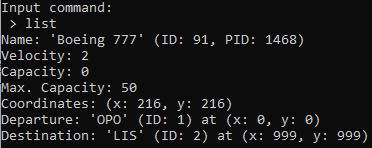 Input command:
> list
Name: 'Boeing 777' (ID: 91, PID: 1468)
Velocity: 2
Capacity: 0
Max. Capacity: 50
Coordinates: (x: 216, y: 216)
Departure: 'OPO' (ID: 1) at (x: 0, y: 0)
Destination: 'LIS' (ID: 2) at (x: 999, y: 999)